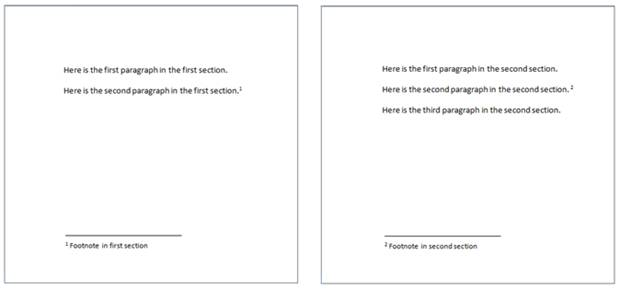 Here is the first paragraph in the first section.
Here is the second paragraph in the first section.¹
¹ Footnote in first section
Here is the first paragraph in the second section.
Here is the second paragraph in the second section. ²
Here is the third paragraph in the second section.
² Footnote in second section